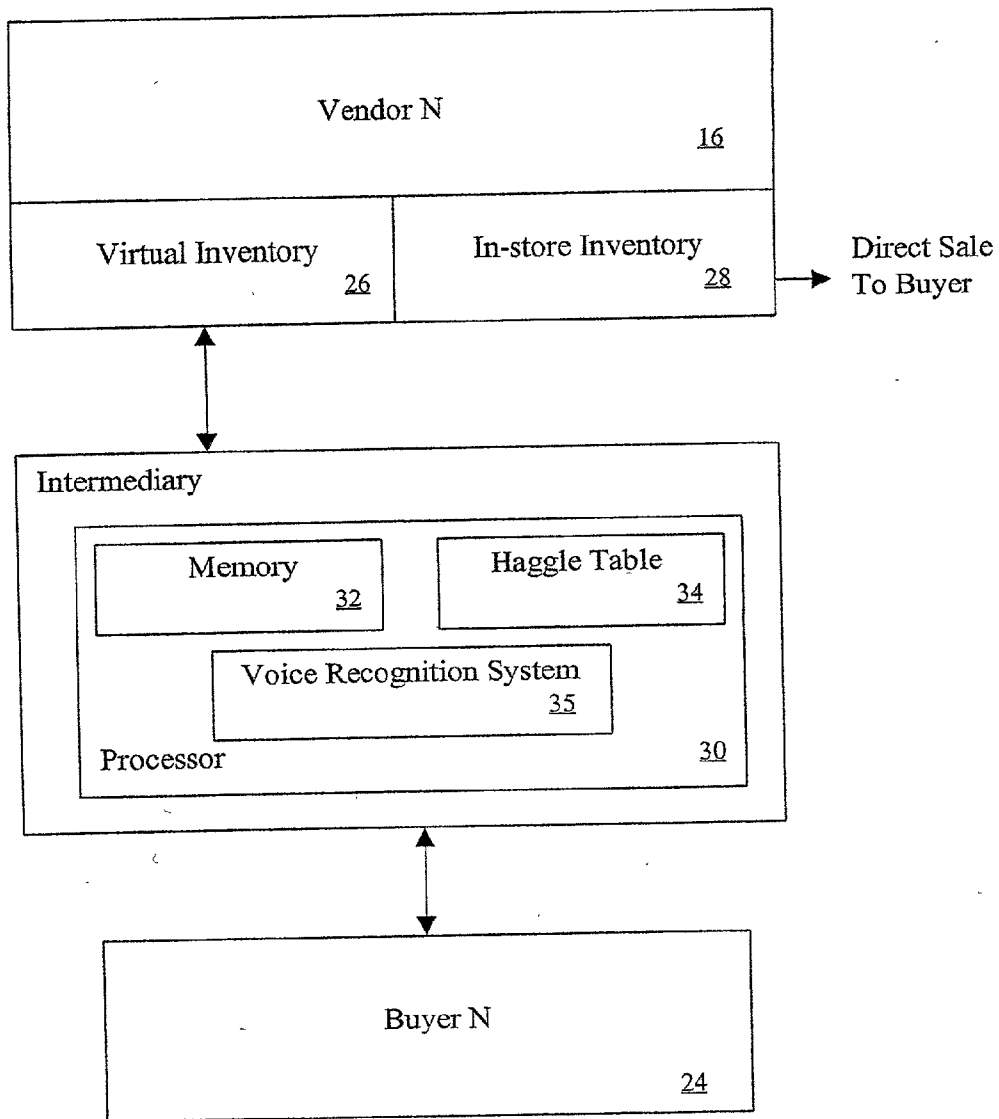 Vendor N
16
Virtual Inventory
26
In-store Inventory
28
Direct Sale
To Buyer
Intermediary
Memory
32
Haggle Table
34
Voice Recognition System
35
Processor
30
Buyer N
24